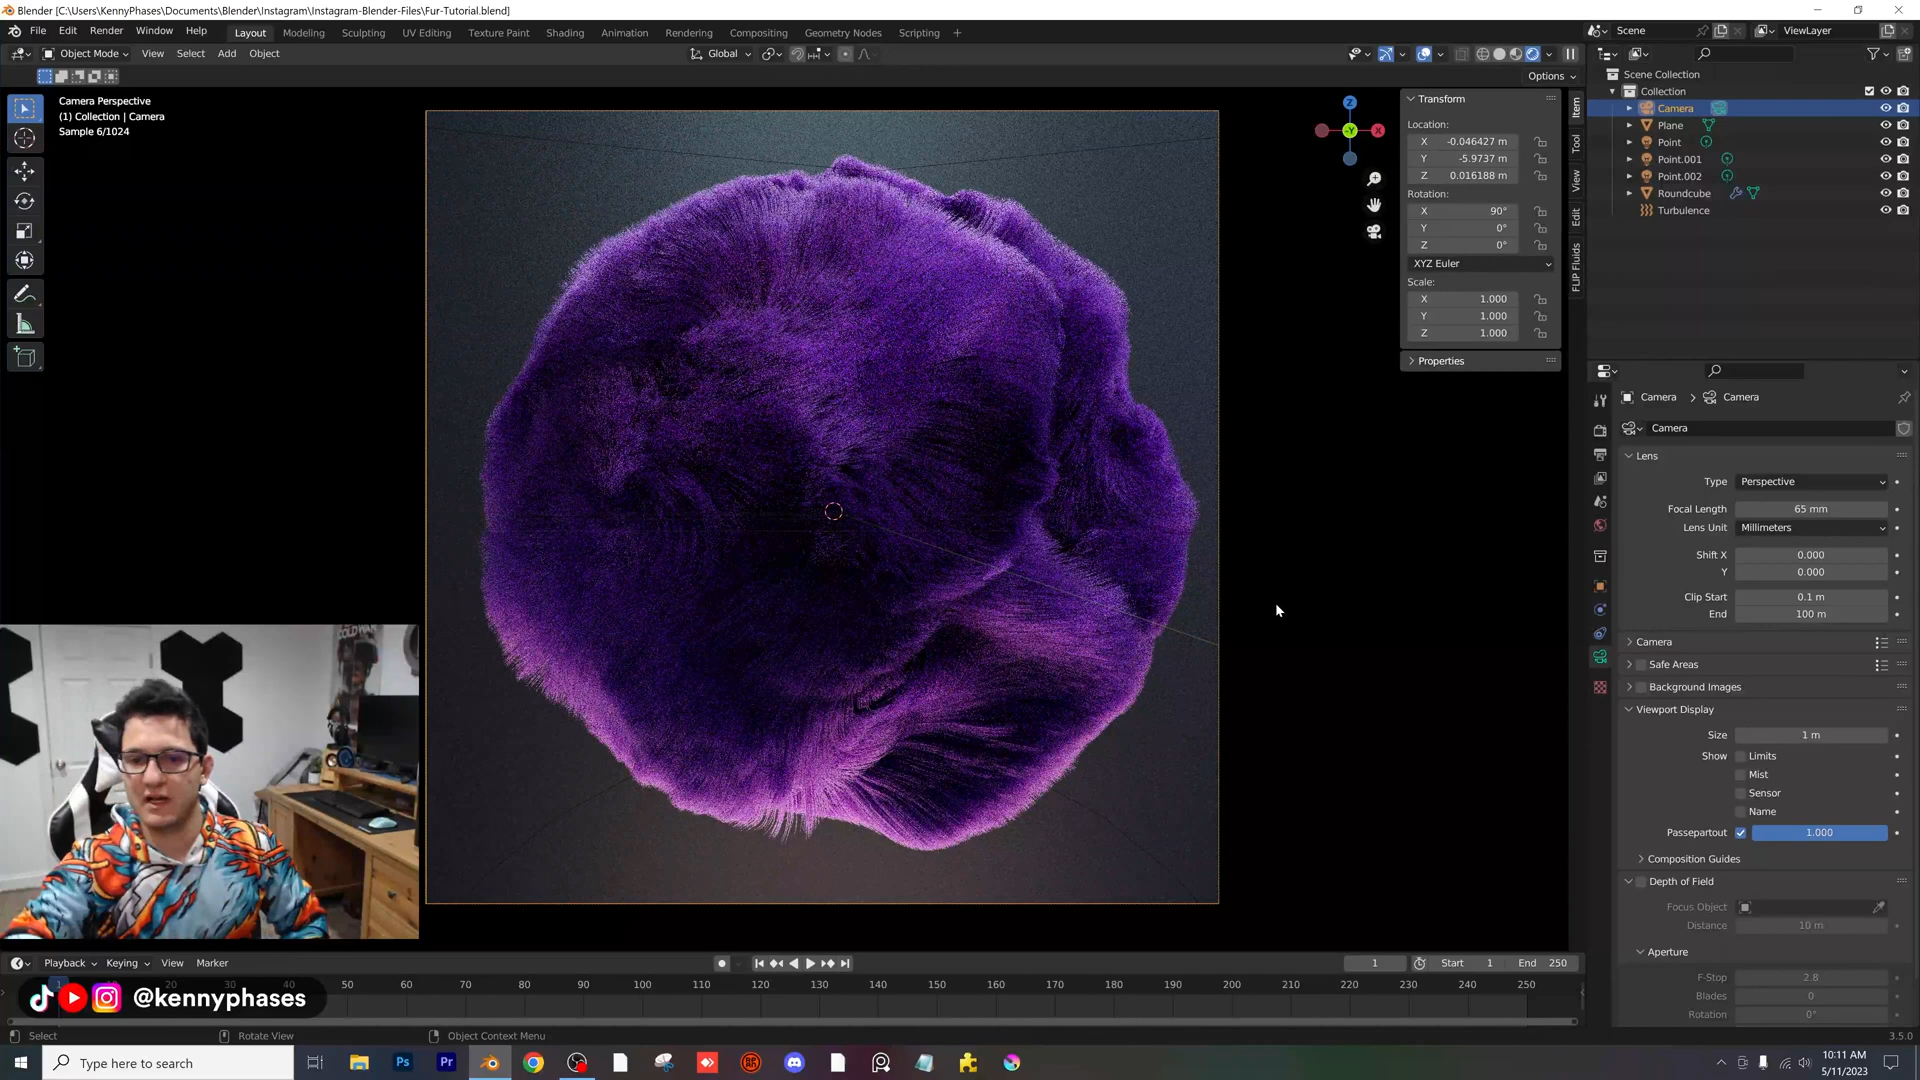 Blender [C:\Users\KennyPhases\Documents\Blender\Instagram\Instagram-Blender-Files\Fur-Tutorial.blend]
File Edit Render Window Help Layout Modeling Sculpting UV Editing Texture Paint Shading Animation Rendering Compositing Geometry Nodes Scripting + Scene ViewLayer
Object Mode View Select Add Object Global
Options
Camera Perspective
(1) Collection | Camera
Sample 6/1024
Z
-Y
X
Transform
Location:
X -0.046427 m
Y -5.9737 m
Z 0.016188 m
Rotation:
X 90°
Y 0°
Z 0°
XYZ Euler
Scale:
X 1.000
Y 1.000
Z 1.000
Properties
Item
Tool
View
Edit
FLIP Fluids
Scene Collection
Collection
Camera
Plane
Point
Point.001
Point.002
Roundcube
Turbulence
Camera > Camera
Camera
Lens
Type Perspective
Focal Length 65 mm
Lens Unit Millimeters
Shift X 0.000
Y 0.000
Clip Start 0.1 m
End 100 m
Camera
Safe Areas
Background Images
Viewport Display
Size 1 m
Show Limits
Mist
Sensor
Name
Passepartout 1.000
Composition Guides
Depth of Field
Focus Object
Distance 10 m
Aperture
F-Stop 2.8
Blades 0
Rotation 0°
COLD WAR
Playback Keying View Marker 1 Start 1 End 250
1 20 30 40 50 60 70 80 90 100 110 120 130 140 150 160 170 180 190 200 210 220 230 240 250
@kennyphases
Select Rotate View Object Context Menu 3.5.0
Type here to search Ps Pr 10:11 AM
5/11/2023